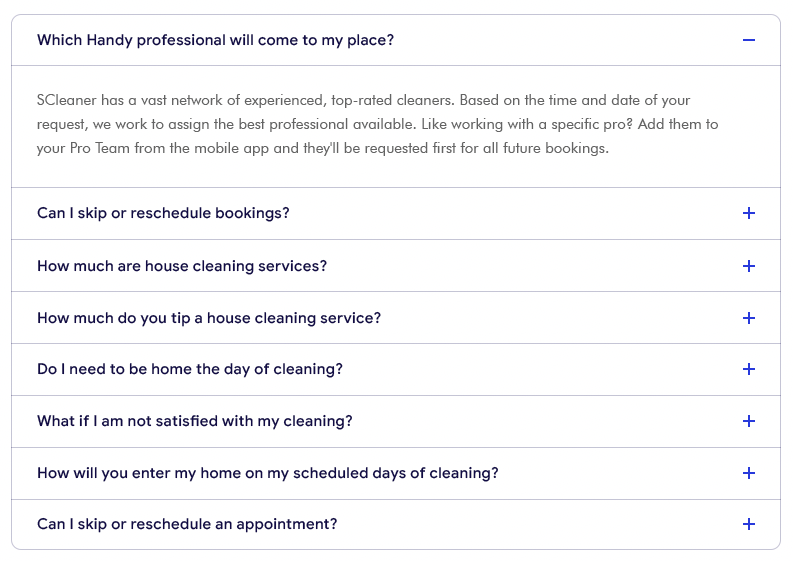 Which Handy professional will come to my place?
SCleaner has a vast network of experienced, top-rated cleaners. Based on the time and date of your
request, we work to assign the best professional available. Like working with a specific pro? Add them to
your Pro Team from the mobile app and they'll be requested first for all future bookings.
Can I skip or reschedule bookings?
How much are house cleaning services?
How much do you tip a house cleaning service?
Do I need to be home the day of cleaning?
What if I am not satisfied with my cleaning?
How will you enter my home on my scheduled days of cleaning?
Can I skip or reschedule an appointment?